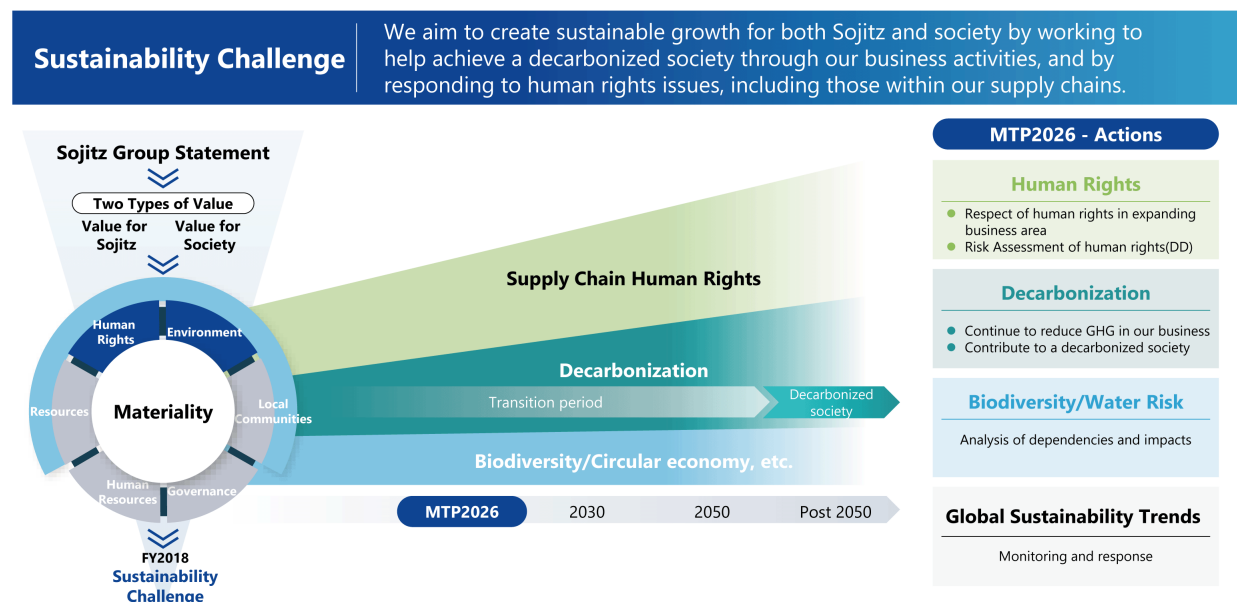 Sustainability Challenge
We aim to create sustainable growth for both Sojitz and society by working to
help achieve a decarbonized society through our business activities, and by
responding to human rights issues, including those within our supply chains.
Sojitz Group Statement
Two Types of Value
Value for
Sojitz
Value for
Society
Human
Rights
Environment
Resources
Materiality
Local
Communities
Human
Resources
Governance
FY2018
Sustainability
Challenge
Supply Chain Human Rights
Decarbonization
Transition period
Decarbonized
society
Biodiversity/Circular economy, etc.
MTP2026
2030
2050
Post 2050
MTP2026 - Actions
Human Rights
Respect of human rights in expanding
business area
Risk Assessment of human rights(DD)
Decarbonization
Continue to reduce GHG in our business
Contribute to a decarbonized society
Biodiversity/Water Risk
Analysis of dependencies and impacts
Global Sustainability Trends
Monitoring and response